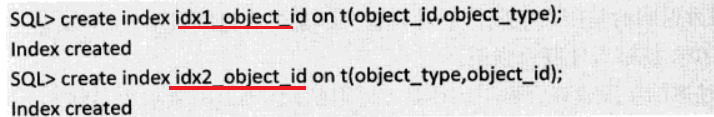 SQL> create index idx1_object_id on t(object_id,object_type);
Index created
SQL> create index idx2_object_id on t(object_type,object_id);
Index created